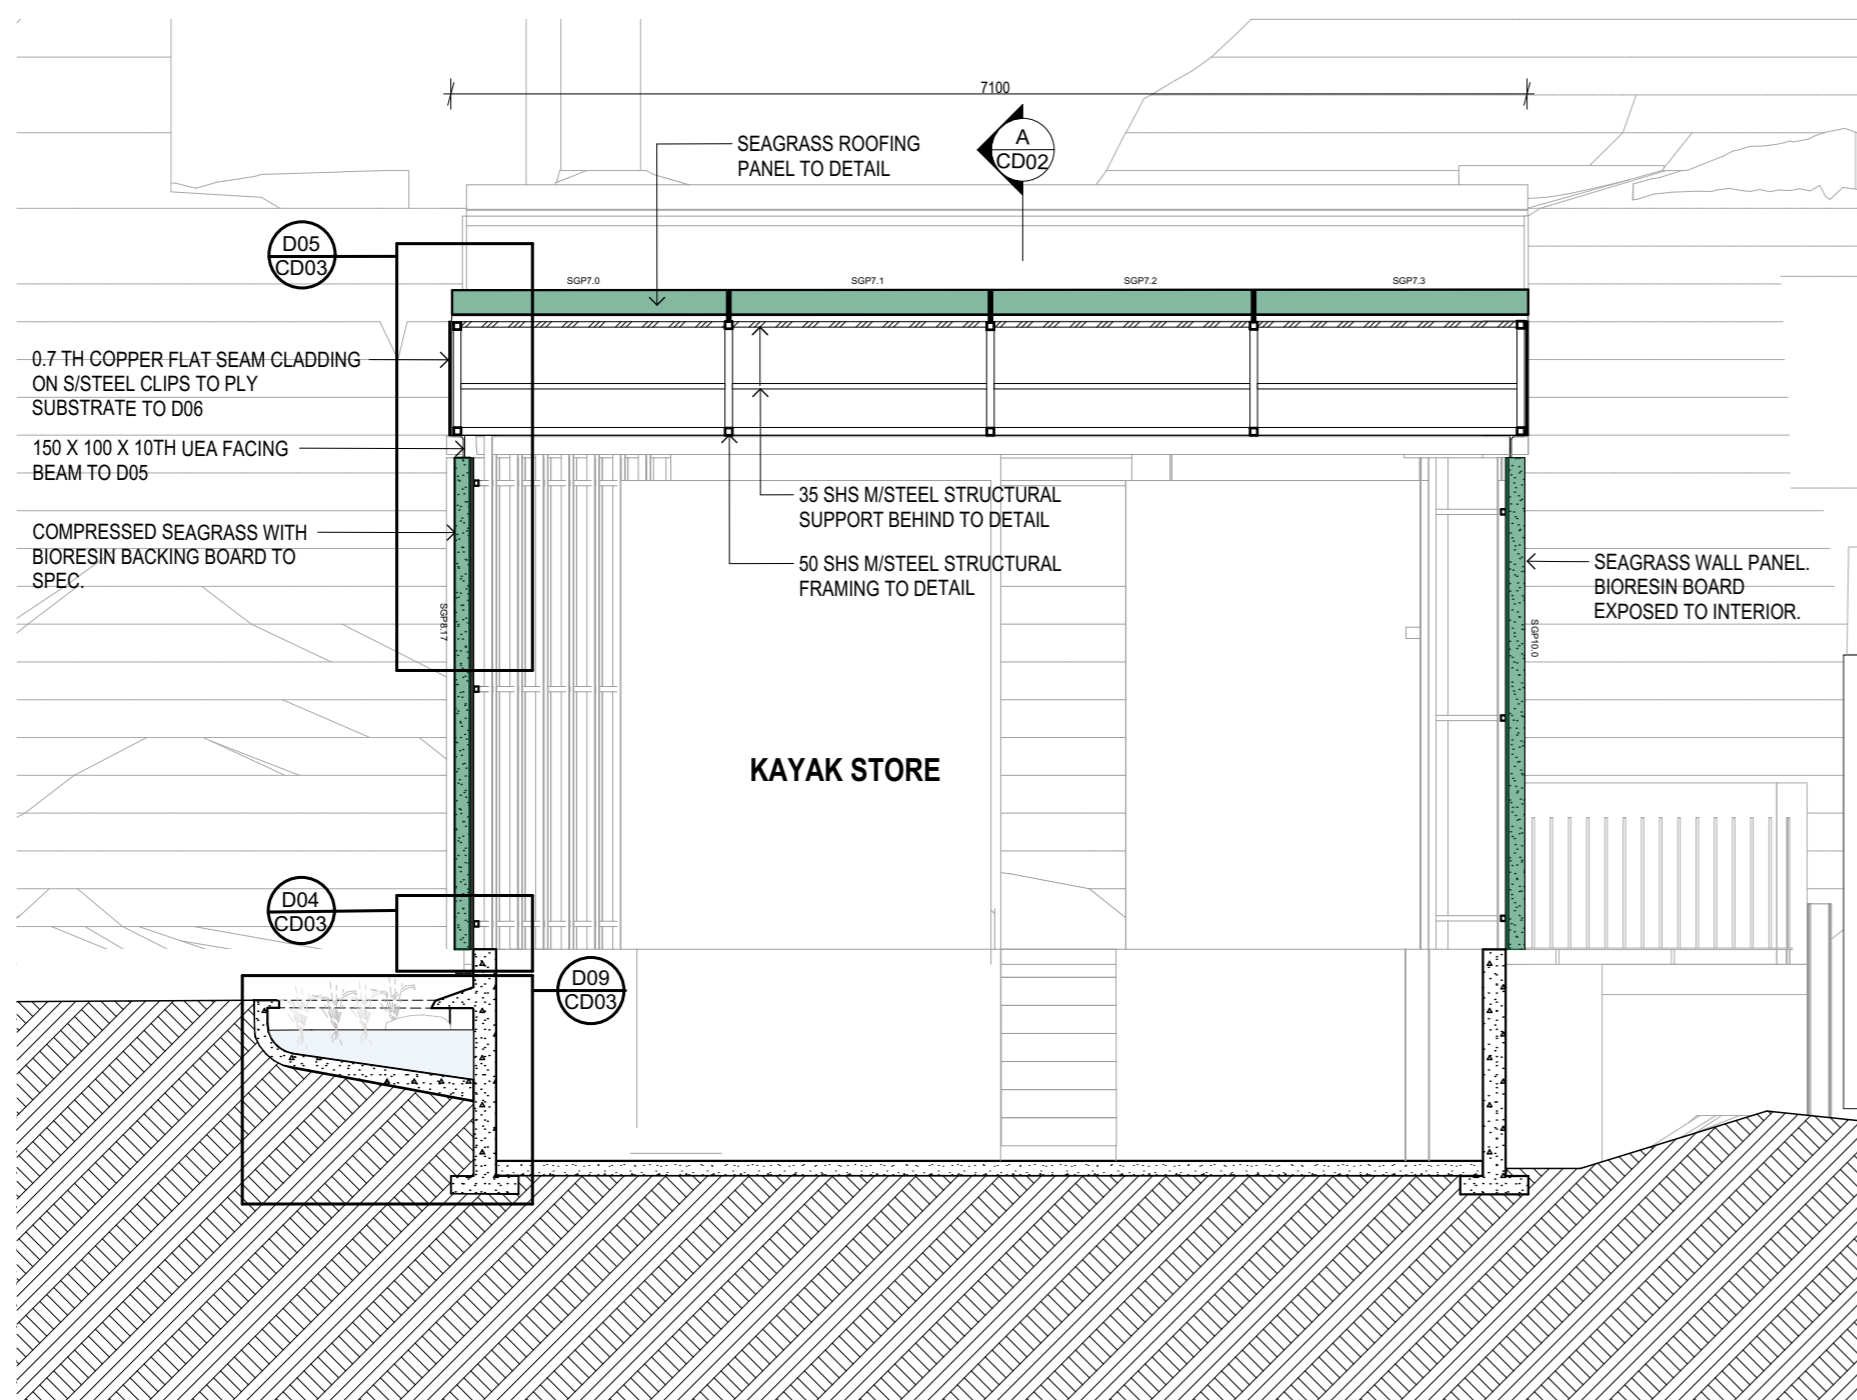 7100
SEAGRASS ROOFING
PANEL TO DETAIL
A
CD02
D05
CD03
SGP7.0
SGP7.1
SGP7.2
SGP7.3
0.7 TH COPPER FLAT SEAM CLADDING
ON S/STEEL CLIPS TO PLY
SUBSTRATE TO D06
150 X 100 X 10TH UEA FACING
BEAM TO D05
35 SHS M/STEEL STRUCTURAL
SUPPORT BEHIND TO DETAIL
COMPRESSED SEAGRASS WITH
BIORESIN BACKING BOARD TO
SPEC.
50 SHS M/STEEL STRUCTURAL
FRAMING TO DETAIL
SEAGRASS WALL PANEL.
BIORESIN BOARD
EXPOSED TO INTERIOR.
SGP8.17
SGP10.0
KAYAK STORE
D04
CD03
D09
CD03